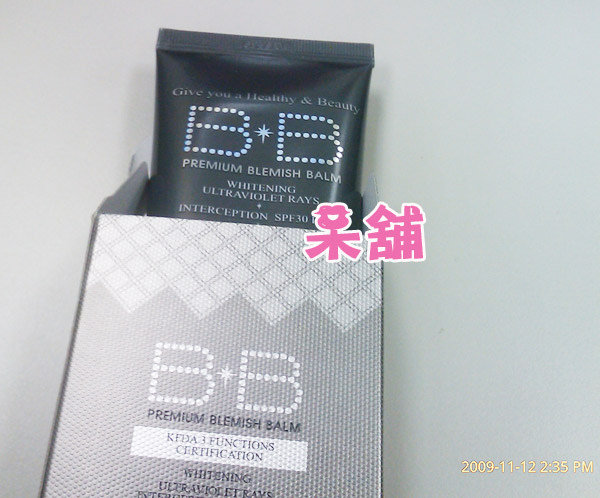 Give you a Healthy & Beauty
B B
PREMIUM BLEMISH BALM
WHITENING
ULTRAVIOLET RAYS
INTERCEPTION SPF30
呆舖
B B
PREMIUM BLEMISH BALM
KFDA 3 FUNCTIONS
CERTIFICATION
WHITENING
ULTRAVIOLET RAYS
2009-11-12 2:35 PM